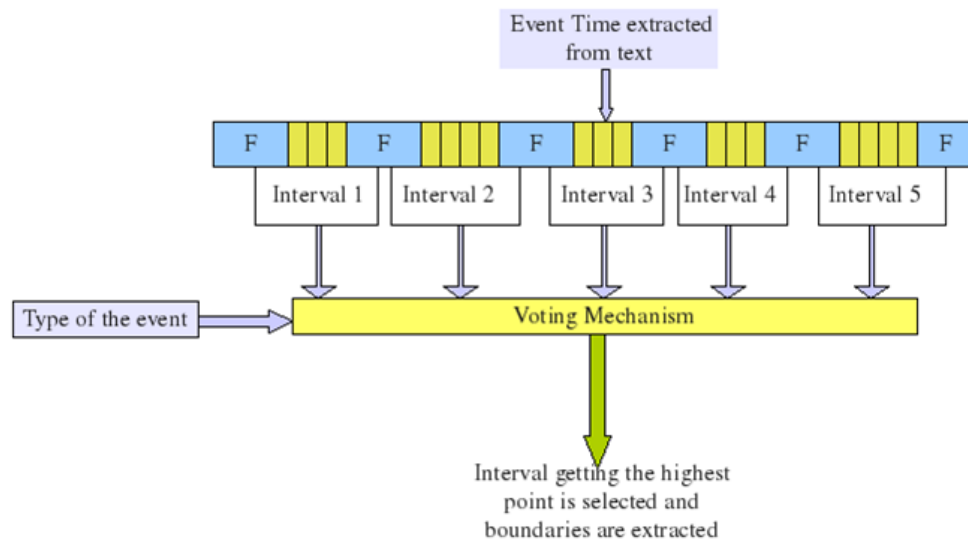 Event Time extracted
from text
F F F F F F
Interval 1 Interval 2 Interval 3 Interval 4 Interval 5
Type of the event
Voting Mechanism
Interval getting the highest
point is selected and
boundaries are extracted